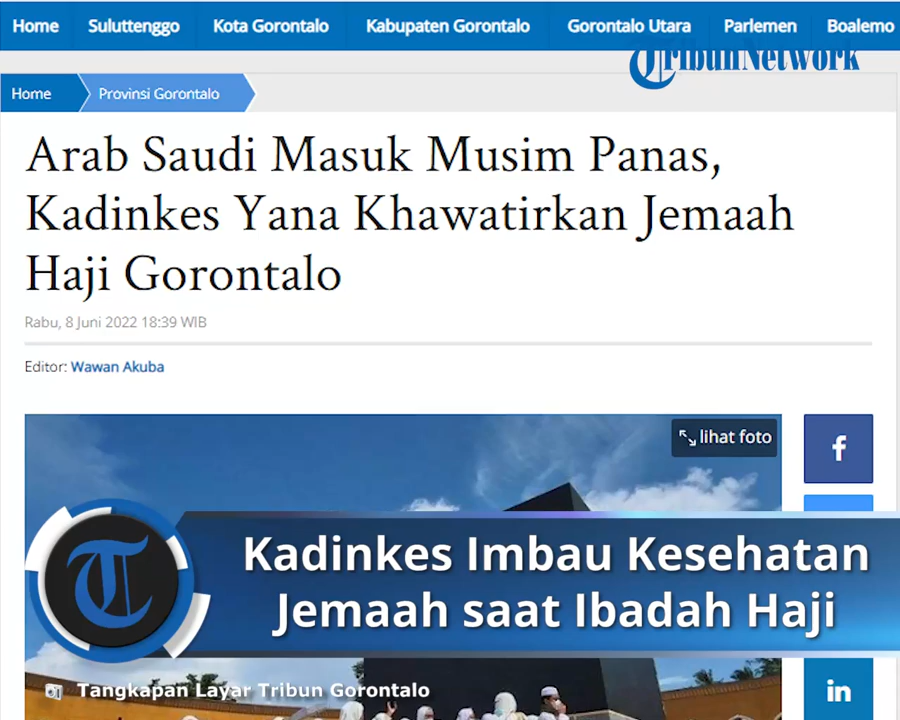 Home Suluttenggo Kota Gorontalo Kabupaten Gorontalo Gorontalo Utara Parlemen Boalemo
TribunNetwork
Home Provinsi Gorontalo
Arab Saudi Masuk Musim Panas,
Kadinkes Yana Khawatirkan Jemaah
Haji Gorontalo
Rabu, 8 Juni 2022 18:39 WIB
Editor: Wawan Akuba
lihat foto
f
T
Kadinkes Imbau Kesehatan
Jemaah saat Ibadah Haji
Tangkapan Layar Tribun Gorontalo
in